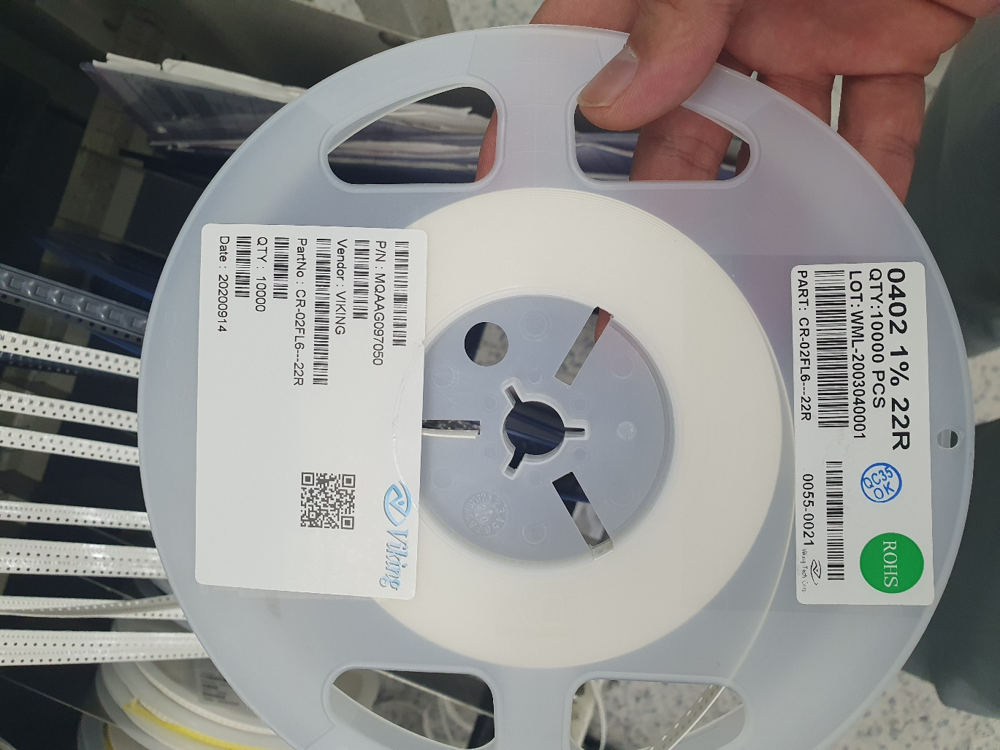 P/N : MQAAG097050
Vendor : VIKING
PartNo : CR-02FL6---22R
QTY : 10000
Date : 20200914
Viking
0402 1% 22R
QTY:10000 PCS
LOT:WML-2003040001
PART: CR-02FL6---22R
0055-0021
QC35
OK
ROHS
Viking Tech Corp